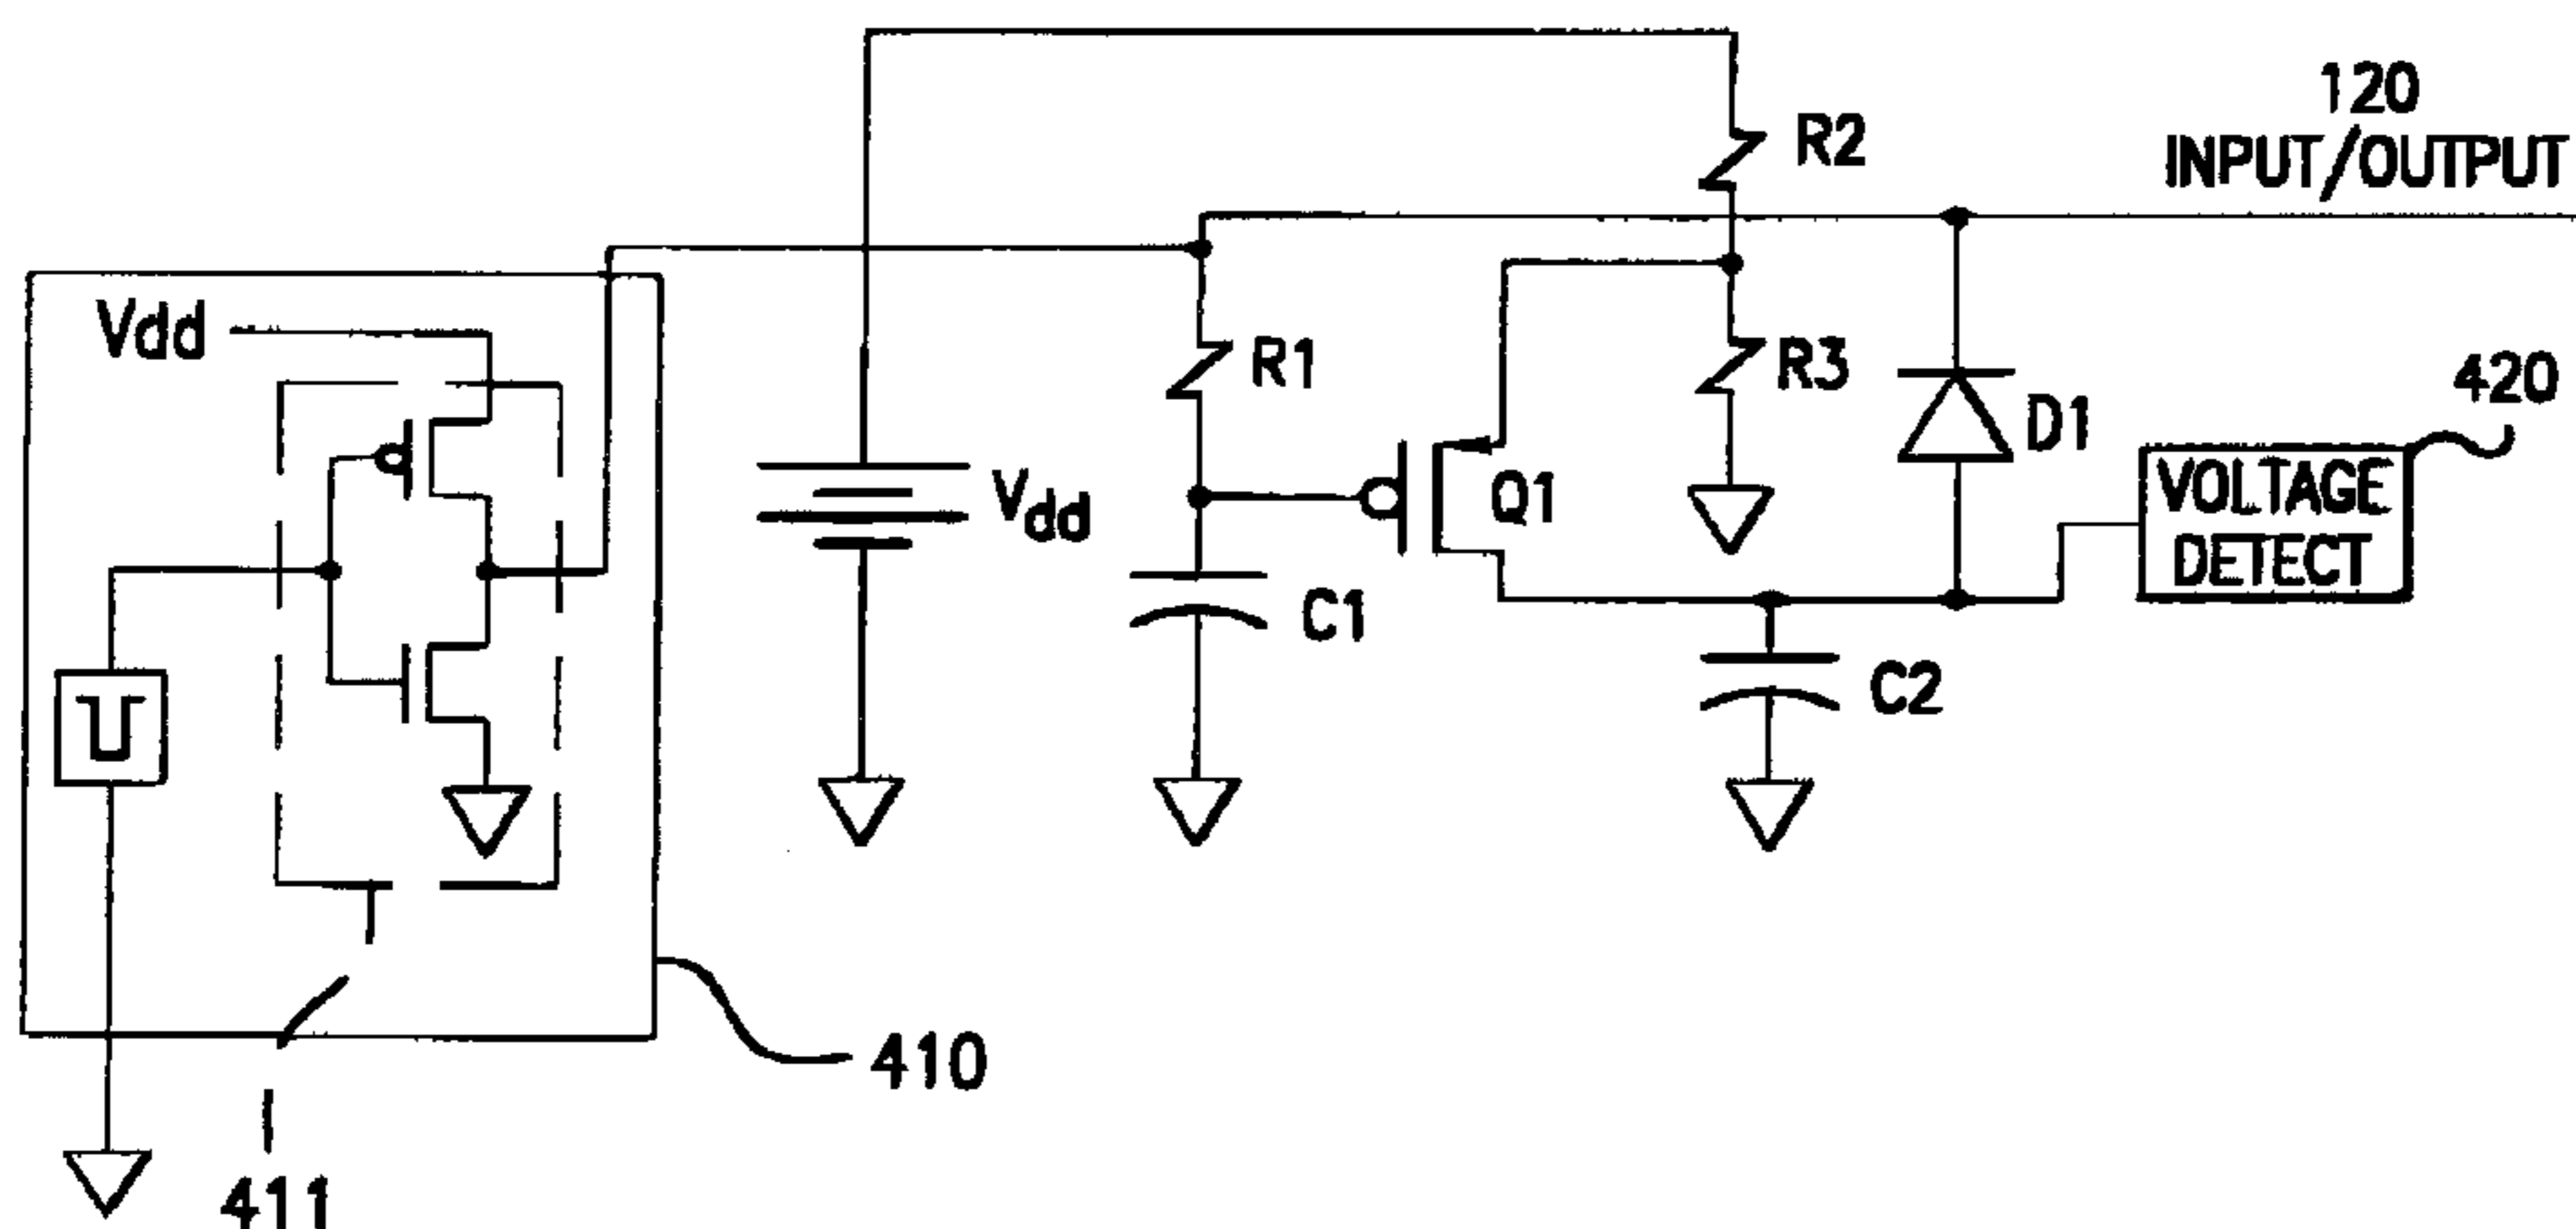 120
INPUT/OUTPUT
R2
Vdd
R1
R3
D1
420
VOLTAGE
DETECT
Vdd
Q1
C1
C2
410
411